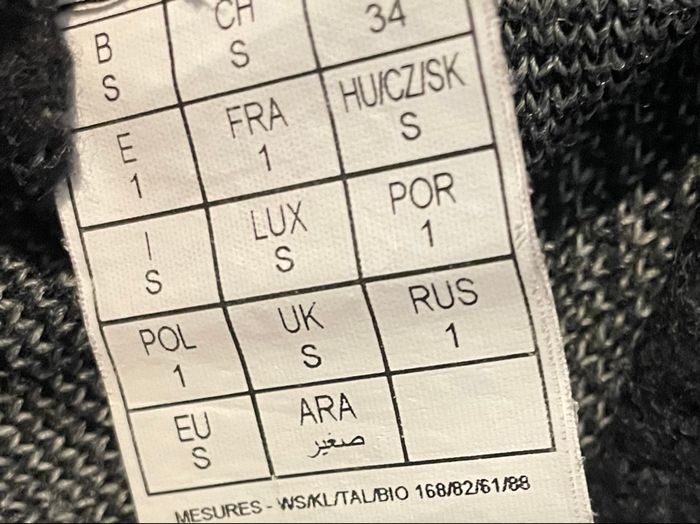 B CH 34
S S
E FRA HU/CZ/SK
1 1 S
I LUX POR
S S 1
POL UK RUS
1 S 1
EU ARA
S صغير
MESURES - WS/KL/TAL/BIO 168/82/61/88